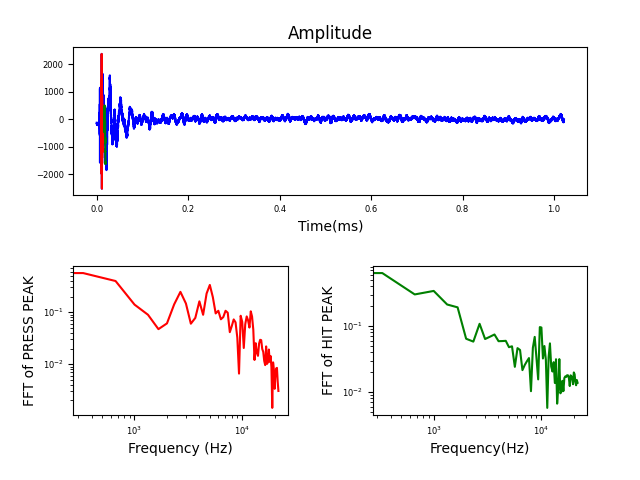 Amplitude
2000
1000
0
−1000
−2000
0.0 0.2 0.4 0.6 0.8 1.0
Time(ms)
FFT of PRESS PEAK
10⁻¹
10⁻²
10³ 10⁴
Frequency (Hz)
FFT of HIT PEAK
10⁻¹
10⁻²
10³ 10⁴
Frequency(Hz)